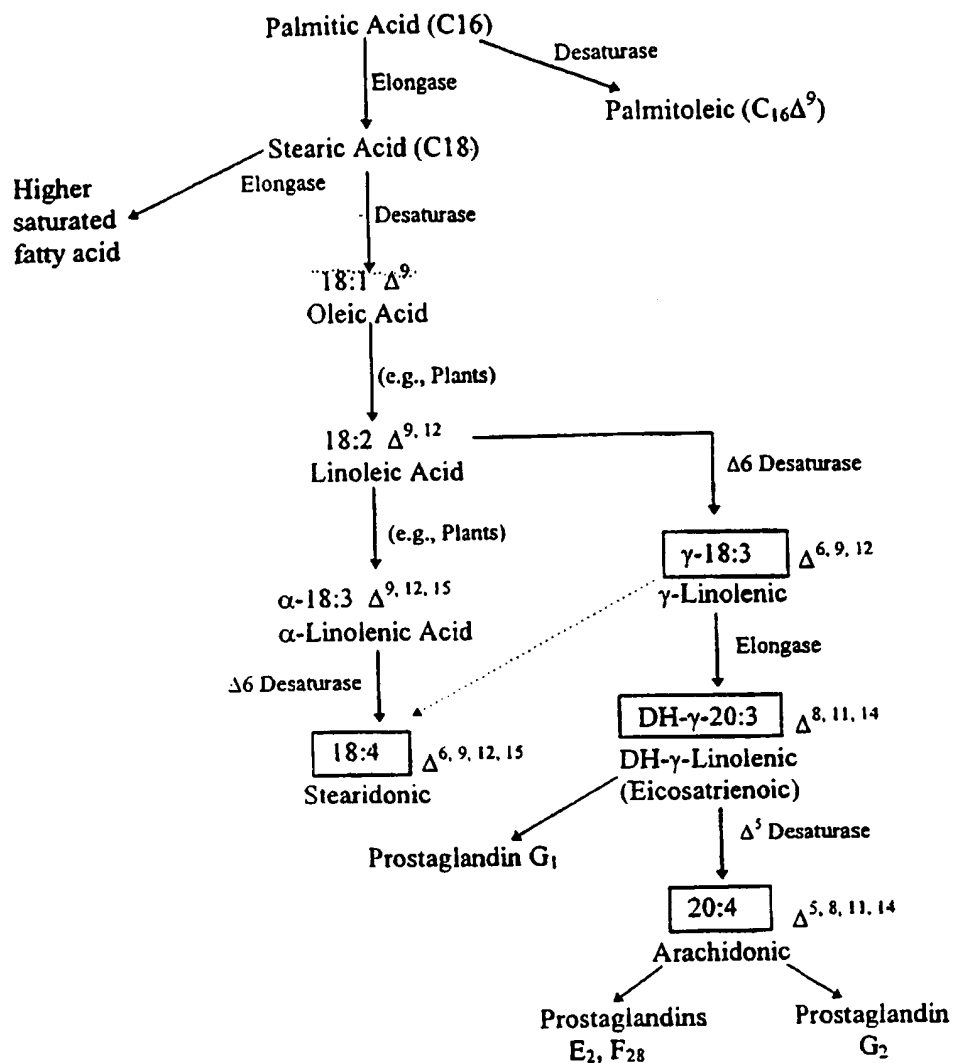 Palmitic Acid (C16)
Desaturase
Elongase
Palmitoleic (C₁₆Δ⁹)
Stearic Acid (C18)
Elongase
Higher
saturated
fatty acid
Desaturase
18:1 Δ⁹
Oleic Acid
(e.g., Plants)
18:2 Δ⁹, ¹²
Linoleic Acid
Δ6 Desaturase
(e.g., Plants)
γ-18:3 Δ⁶, ⁹, ¹²
γ-Linolenic
α-18:3 Δ⁹, ¹², ¹⁵
α-Linolenic Acid
Elongase
Δ6 Desaturase
DH-γ-20:3 Δ⁸, ¹¹, ¹⁴
DH-γ-Linolenic
(Eicosatrienoic)
18:4 Δ⁶, ⁹, ¹², ¹⁵
Stearidonic
Δ⁵ Desaturase
Prostaglandin G₁
20:4 Δ⁵, ⁸, ¹¹, ¹⁴
Arachidonic
Prostaglandins
E₂, F₂₈
Prostaglandin
G₂